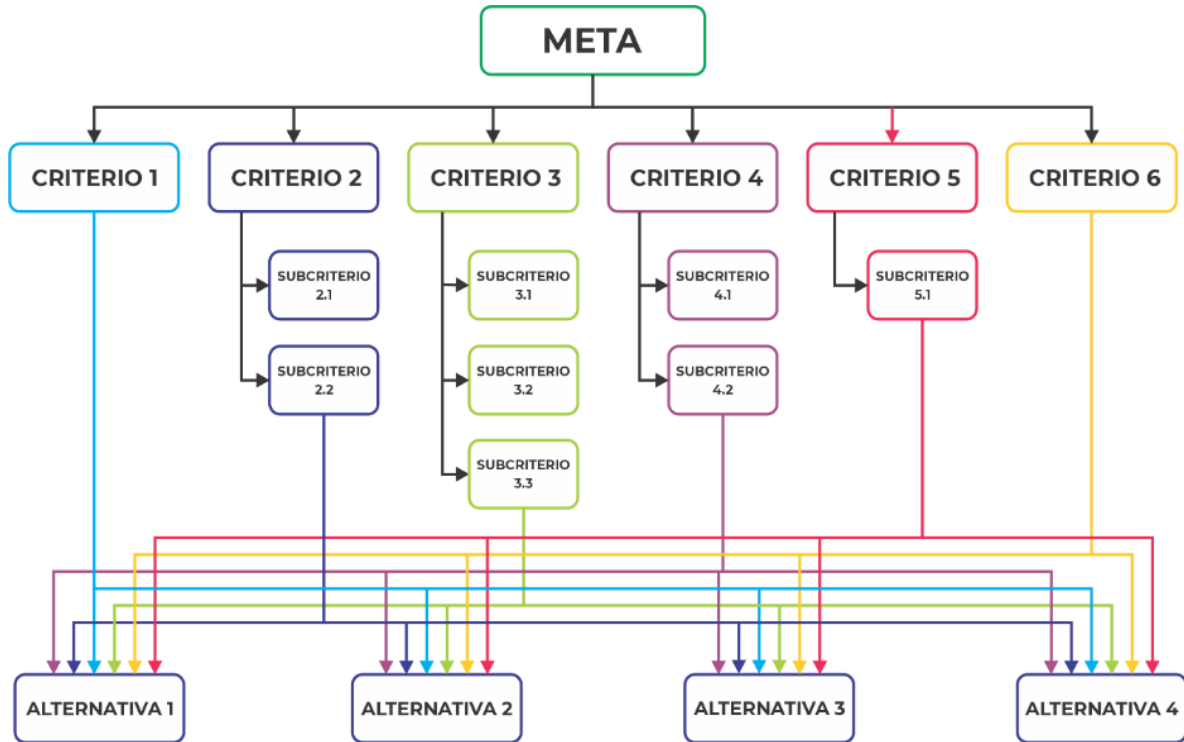 META
CRITERIO 1
CRITERIO 2
CRITERIO 3
CRITERIO 4
CRITERIO 5
CRITERIO 6
SUBCRITERIO
2.1
SUBCRITERIO
3.1
SUBCRITERIO
4.1
SUBCRITERIO
5.1
SUBCRITERIO
2.2
SUBCRITERIO
3.2
SUBCRITERIO
4.2
SUBCRITERIO
3.3
ALTERNATIVA 1
ALTERNATIVA 2
ALTERNATIVA 3
ALTERNATIVA 4